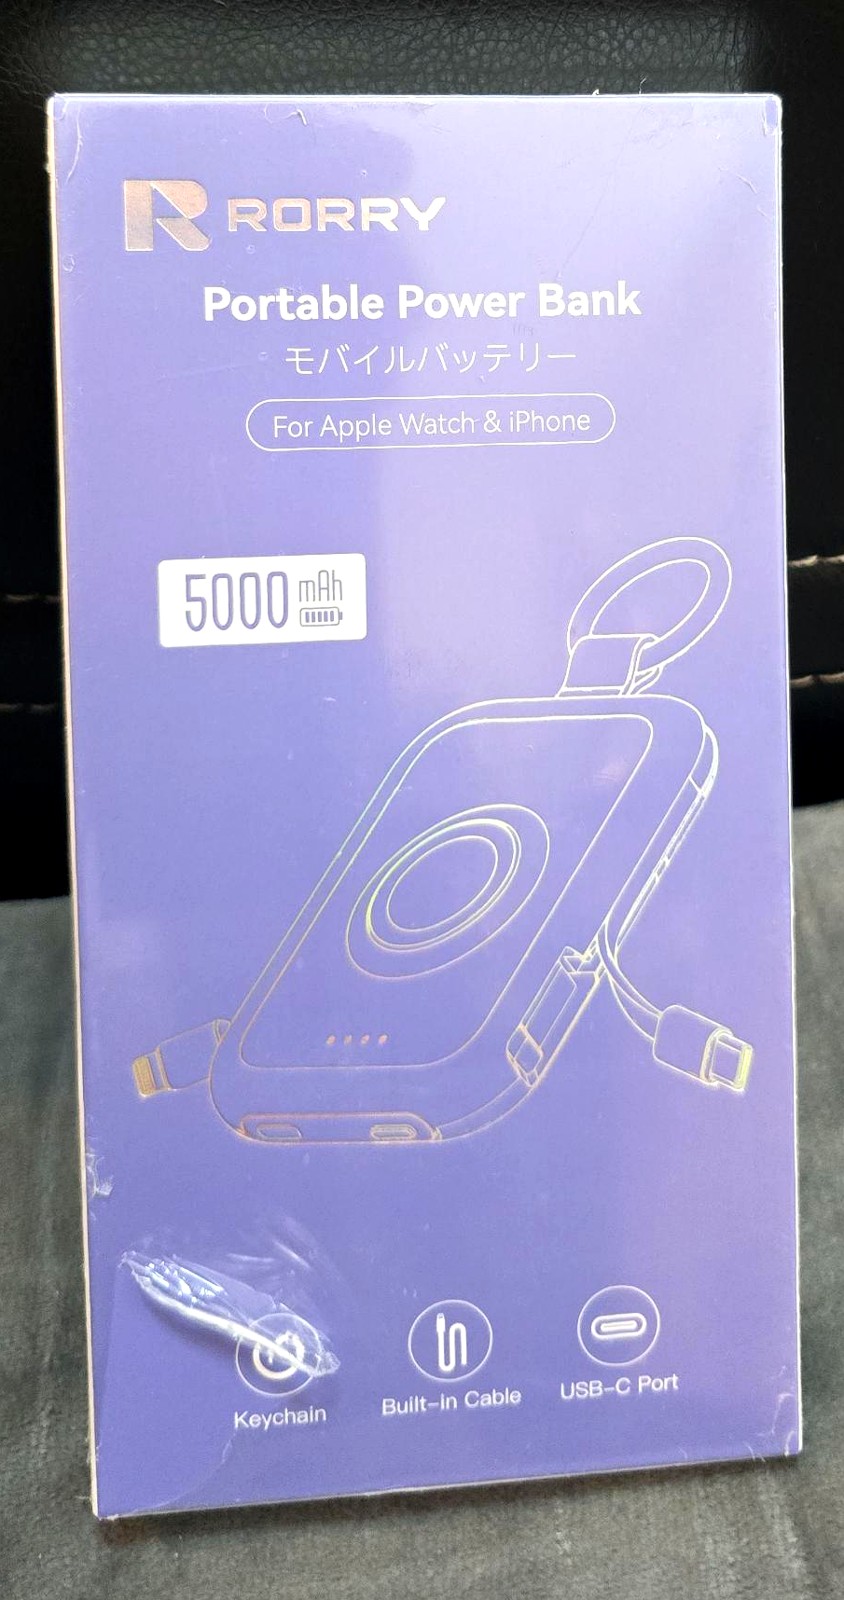 RORRY
Portable Power Bank
モバイルバッテリー
For Apple Watch & iPhone
5000 mAh
Keychain
Built-in Cable
USB-C Port